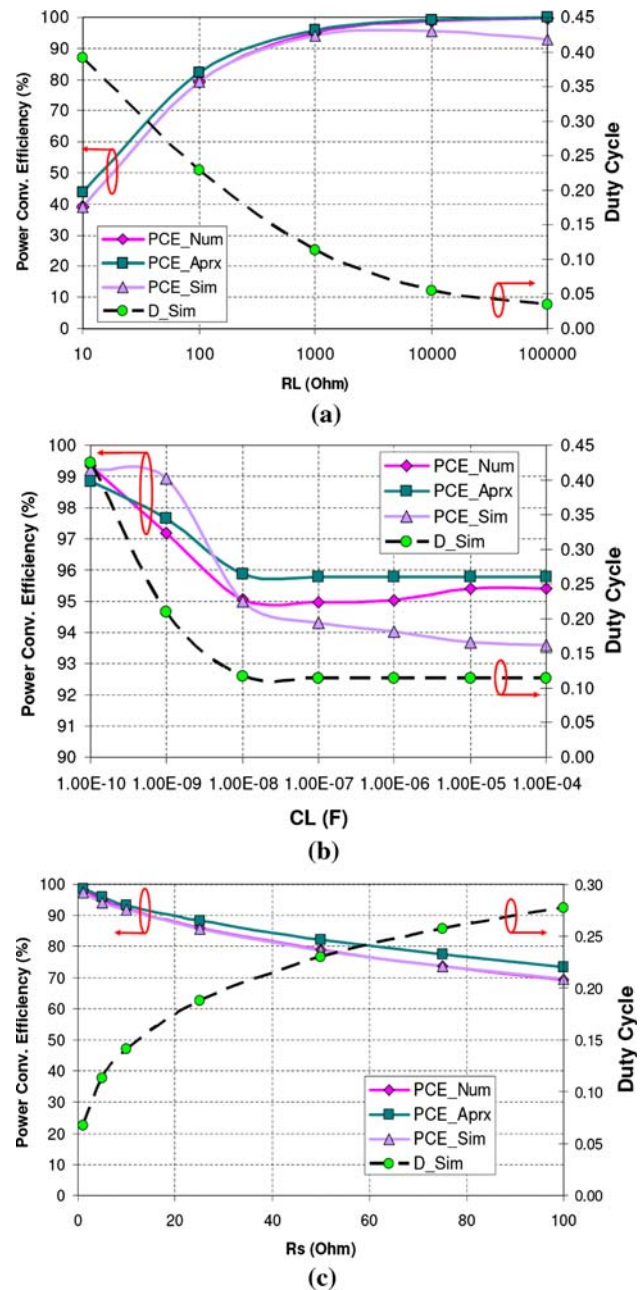 Power Conv. Efficiency (%)
100
90
80
70
60
50
40
30
20
10
0
PCE_Num
PCE_Aprx
PCE_Sim
D_Sim
0.45
0.40
0.35
0.30
0.25
0.20
0.15
0.10
0.05
0.00
Duty Cycle
10 100 1000 10000 100000
RL (Ohm)
(a)
Power Conv. Efficiency (%)
100
99
98
97
96
95
94
93
92
91
90
PCE_Num
PCE_Aprx
PCE_Sim
D_Sim
0.45
0.40
0.35
0.30
0.25
0.20
0.15
0.10
0.05
0.00
Duty Cycle
1.00E-10 1.00E-09 1.00E-08 1.00E-07 1.00E-06 1.00E-05 1.00E-04
CL (F)
(b)
Power Conv. Efficiency (%)
100
90
80
70
60
50
40
30
20
10
0
PCE_Num
PCE_Aprx
PCE_Sim
D_Sim
0.30
0.25
0.20
0.15
0.10
0.05
0.00
Duty Cycle
0 20 40 60 80 100
Rs (Ohm)
(c)